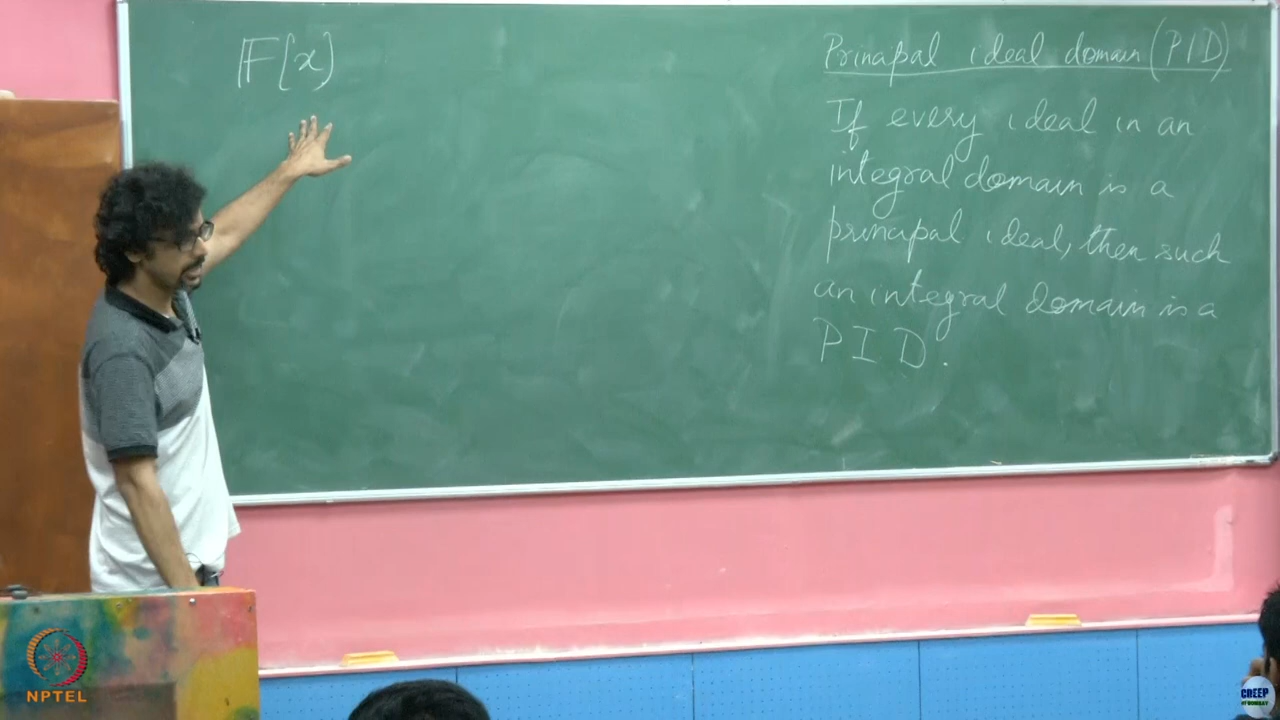 𝔽[x]
Principal ideal domain (PID)
If every ideal in an
integral domain is a
principal ideal, then such
an integral domain is a
PID.
NPTEL
CREEP